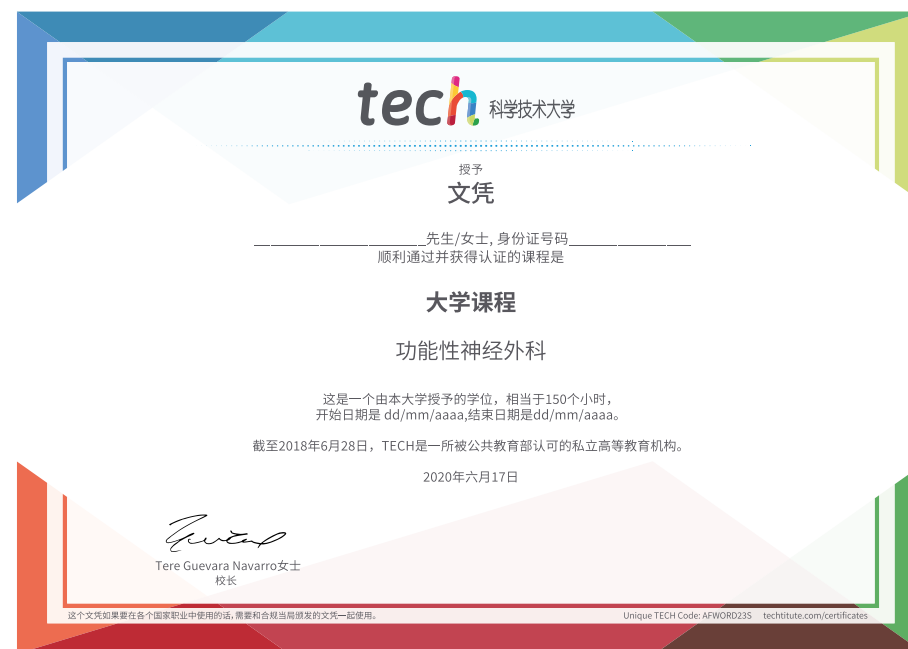 tech 科学技术大学
授予
文凭
______________________先生/女士, 身份证号码________________
顺利通过并获得认证的课程是
大学课程
功能性神经外科
这是一个由本大学授予的学位，相当于150个小时，
开始日期是 dd/mm/aaaa,结束日期是dd/mm/aaaa。
截至2018年6月28日，TECH是一所被公共教育部认可的私立高等教育机构。
2020年六月17日
Tere Guevara Navarro女士
校长
这个文凭如果要在各个国家职业中使用的话,需要和合规当局颁发的文凭一起使用。
Unique TECH Code: AFWORD23S techtitute.com/certificates